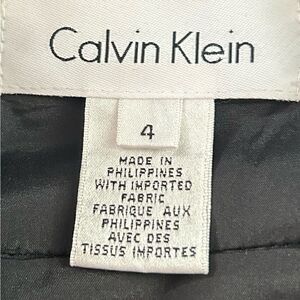 Calvin Klein
4
MADE IN
PHILIPPINES
WITH IMPORTED
FABRIC
FABRIQUE AUX
PHILIPPINES
AVEC DES
TISSUS IMPORTES